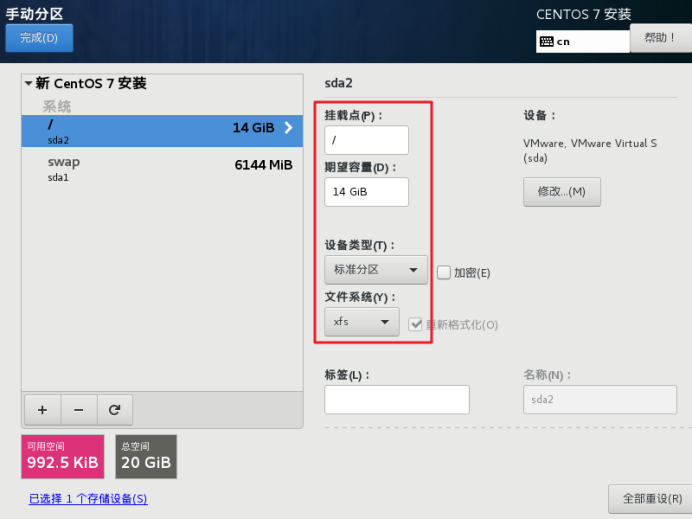 手动分区
CENTOS 7 安装
完成(D)
cn
帮助！
新 CentOS 7 安装
系统
/
14 GiB
sda2
swap
6144 MiB
sda1
sda2
挂载点(P)：
/
设备：
VMware, VMware Virtual S
(sda)
期望容量(D)：
14 GiB
修改...(M)
设备类型(T)：
标准分区
加密(E)
文件系统(Y)：
xfs
重新格式化(O)
标签(L)：
名称(N)：
sda2
+
−
可用空间
992.5 KiB
总空间
20 GiB
已选择 1 个存储设备(S)
全部重设(R)